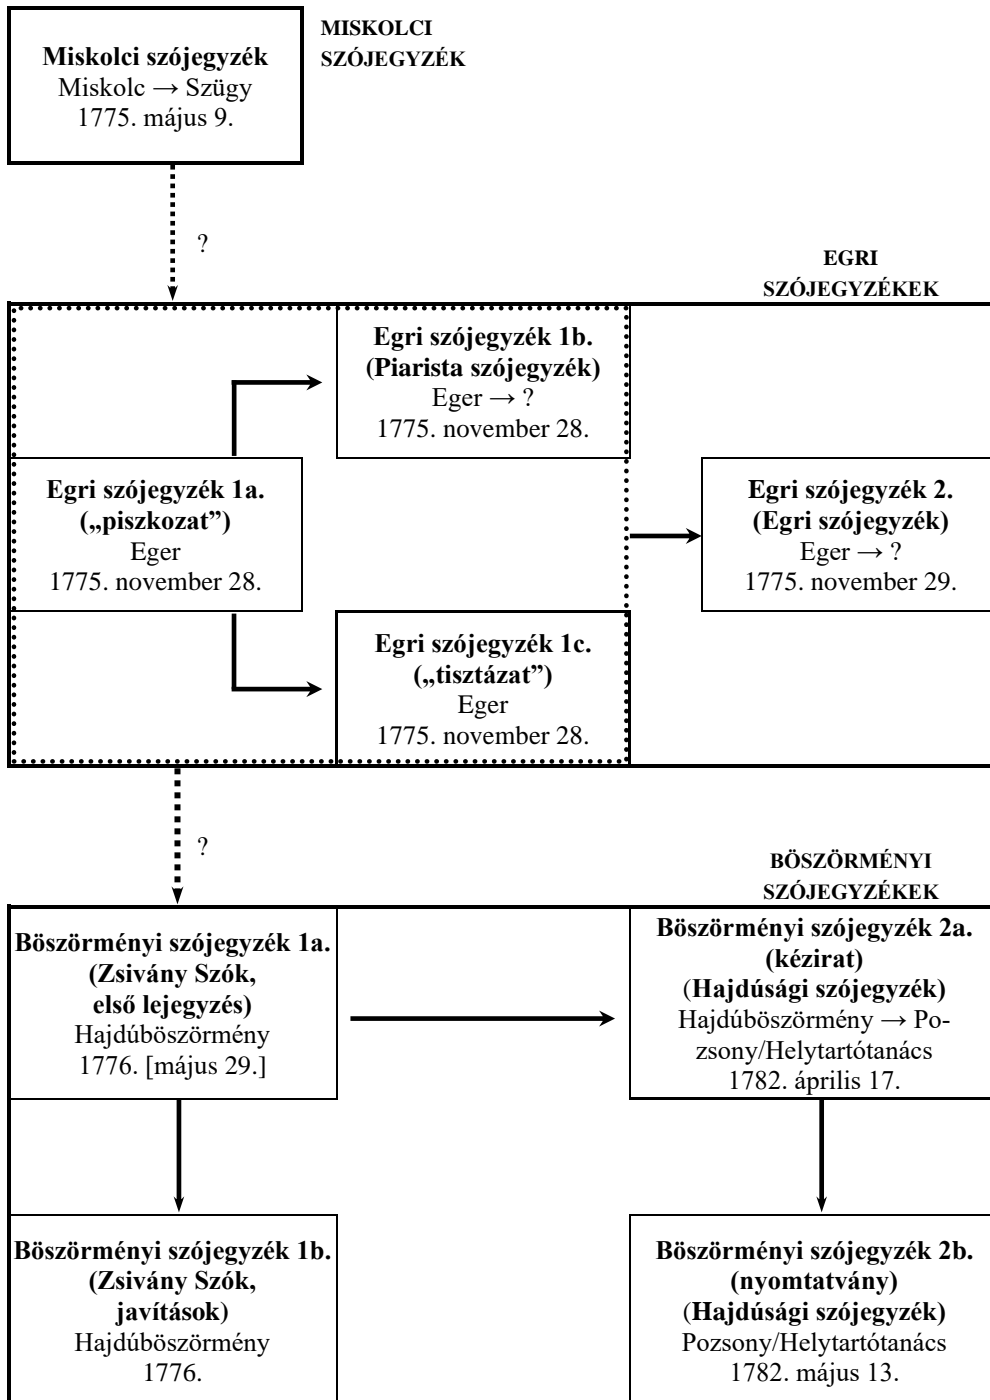 Miskolci szójegyzék
Miskolc → Szügy
1775. május 9.
MISKOLCI
SZÓJEGYZÉK
?
EGRI
SZÓJEGYZÉKEK
Egri szójegyzék 1b.
(Piarista szójegyzék)
Eger → ?
1775. november 28.
Egri szójegyzék 1a.
(„piszkozat”)
Eger
1775. november 28.
Egri szójegyzék 2.
(Egri szójegyzék)
Eger → ?
1775. november 29.
Egri szójegyzék 1c.
(„tisztázat”)
Eger
1775. november 28.
?
BÖSZÖRMÉNYI
SZÓJEGYZÉKEK
Böszörményi szójegyzék 1a.
(Zsivány Szók,
első lejegyzés)
Hajdúböszörmény
1776. [május 29.]
Böszörményi szójegyzék 2a.
(kézirat)
(Hajdúsági szójegyzék)
Hajdúböszörmény → Po-
zsony/Helytartótanács
1782. április 17.
Böszörményi szójegyzék 1b.
(Zsivány Szók,
javítások)
Hajdúböszörmény
1776.
Böszörményi szójegyzék 2b.
(nyomtatvány)
(Hajdúsági szójegyzék)
Pozsony/Helytartótanács
1782. május 13.